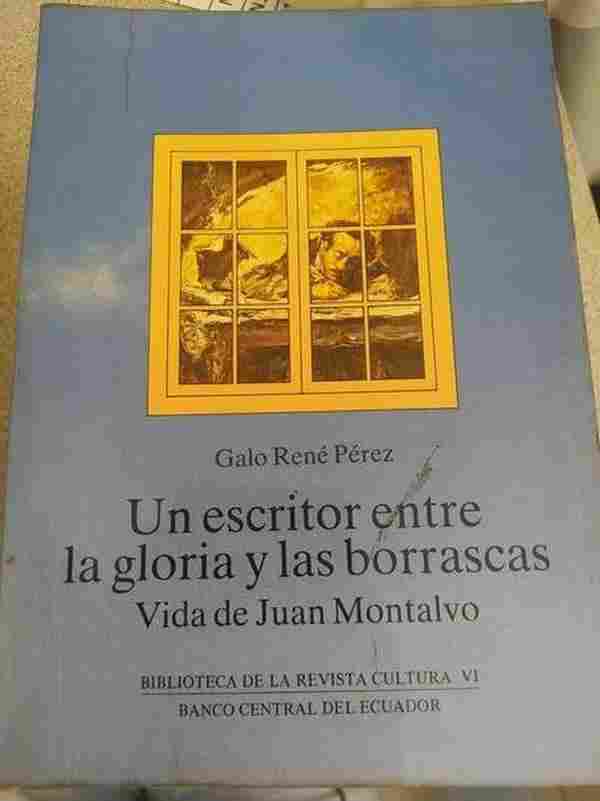 Galo René Pérez
Un escritor entre
la gloria y las borrascas
Vida de Juan Montalvo
BIBLIOTECA DE LA REVISTA CULTURA VI
BANCO CENTRAL DEL ECUADOR